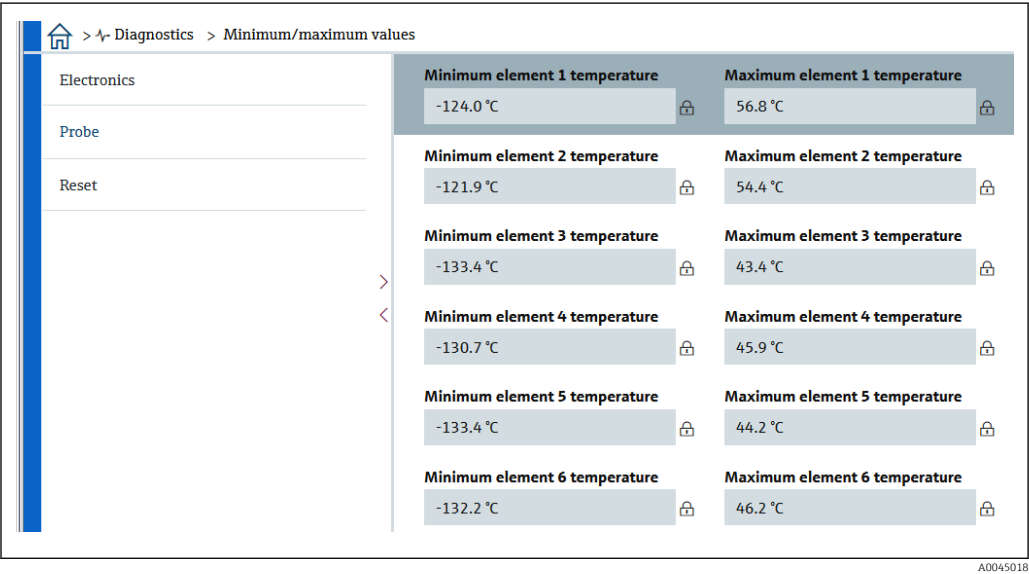 > Diagnostics > Minimum/maximum values
Electronics
Probe
Reset
Minimum element 1 temperature Maximum element 1 temperature
-124.0 °C 56.8 °C
Minimum element 2 temperature Maximum element 2 temperature
-121.9 °C 54.4 °C
Minimum element 3 temperature Maximum element 3 temperature
-133.4 °C 43.4 °C
Minimum element 4 temperature Maximum element 4 temperature
-130.7 °C 45.9 °C
Minimum element 5 temperature Maximum element 5 temperature
-133.4 °C 44.2 °C
Minimum element 6 temperature Maximum element 6 temperature
-132.2 °C 46.2 °C
A0045018